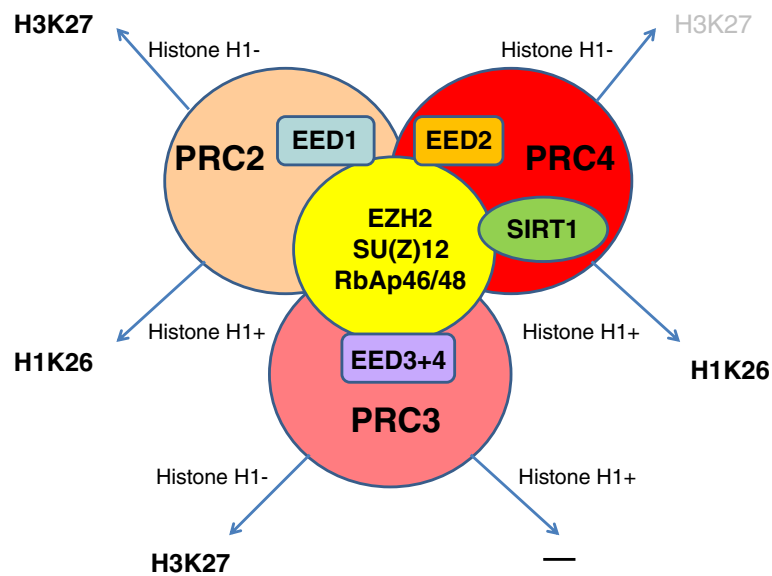 H3K27
Histone H1-
Histone H1-
H3K27
EED1
EED2
PRC2
PRC4
EZH2
SU(Z)12
RbAp46/48
SIRT1
Histone H1+
Histone H1+
H1K26
H1K26
EED3+4
PRC3
Histone H1-
Histone H1+
H3K27
—